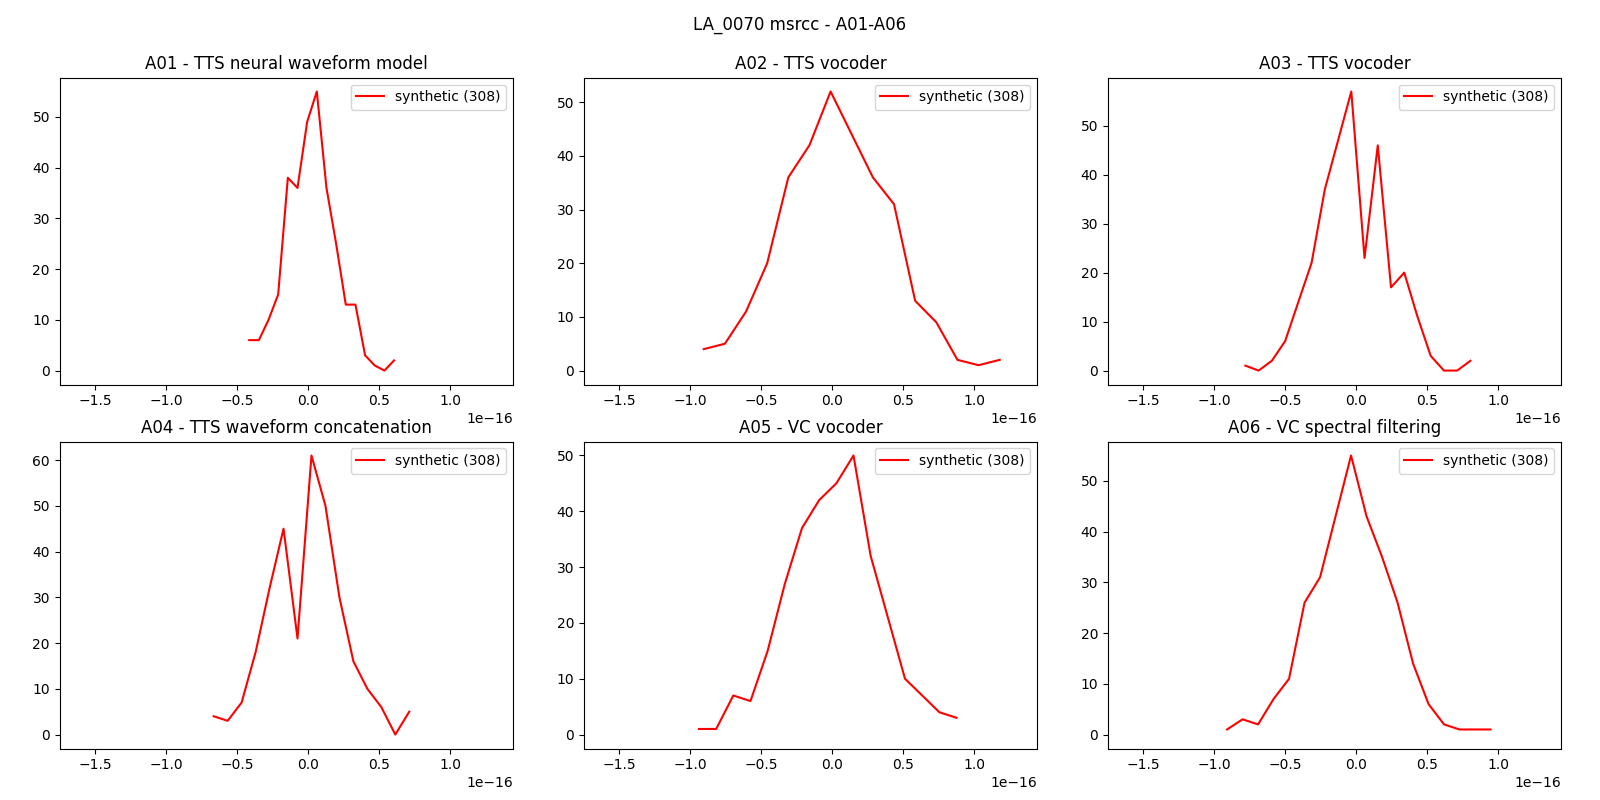 LA_0070 msrcc - A01-A06
A01 - TTS neural waveform model
synthetic (308)
50
40
30
20
10
0
−1.5 −1.0 −0.5 0.0 0.5 1.0
1e−16
A02 - TTS vocoder
synthetic (308)
50
40
30
20
10
0
−1.5 −1.0 −0.5 0.0 0.5 1.0
1e−16
A03 - TTS vocoder
synthetic (308)
50
40
30
20
10
0
−1.5 −1.0 −0.5 0.0 0.5 1.0
1e−16
A04 - TTS waveform concatenation
synthetic (308)
60
50
40
30
20
10
0
−1.5 −1.0 −0.5 0.0 0.5 1.0
1e−16
A05 - VC vocoder
synthetic (308)
50
40
30
20
10
0
−1.5 −1.0 −0.5 0.0 0.5 1.0
1e−16
A06 - VC spectral filtering
synthetic (308)
50
40
30
20
10
0
−1.5 −1.0 −0.5 0.0 0.5 1.0
1e−16